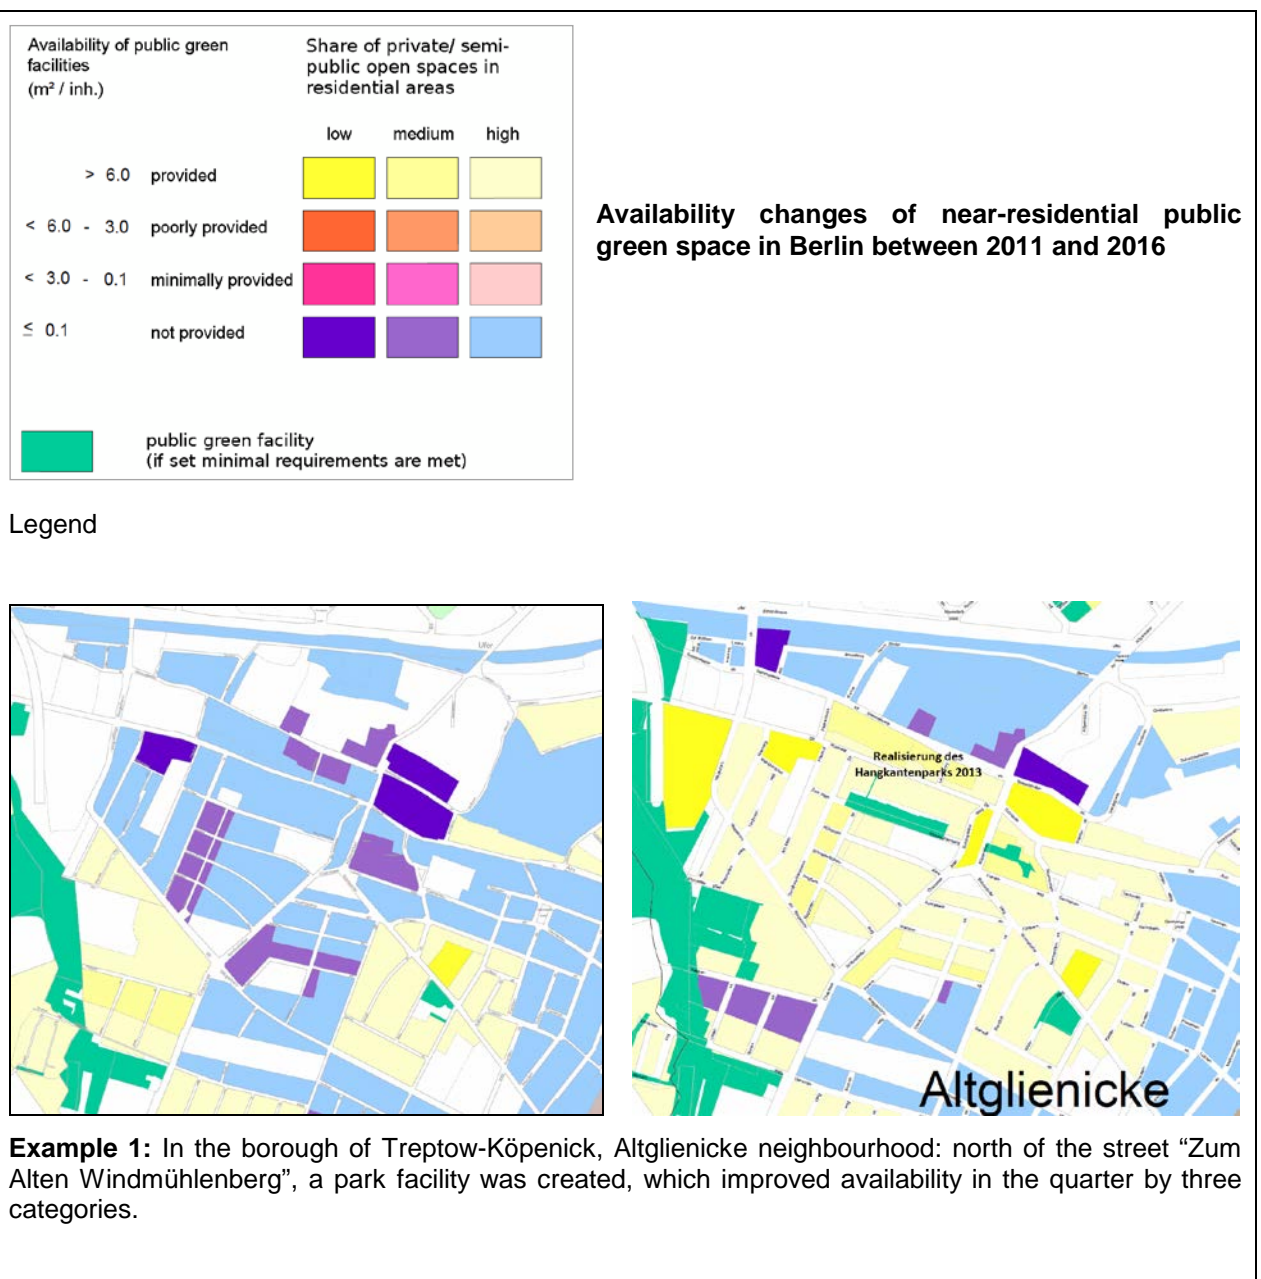 Availability of public green
facilities
(m² / inh.)
Share of private/ semi-
public open spaces in
residential areas
low medium high
> 6.0 provided
< 6.0 - 3.0 poorly provided
< 3.0 - 0.1 minimally provided
≤ 0.1 not provided
public green facility
(if set minimal requirements are met)
Availability changes of near-residential public
green space in Berlin between 2011 and 2016
Legend
Ufer
Realisierung des
Hangkantenparks 2013
Altglienicke
Example 1: In the borough of Treptow-Köpenick, Altglienicke neighbourhood: north of the street “Zum
Alten Windmühlenberg”, a park facility was created, which improved availability in the quarter by three
categories.